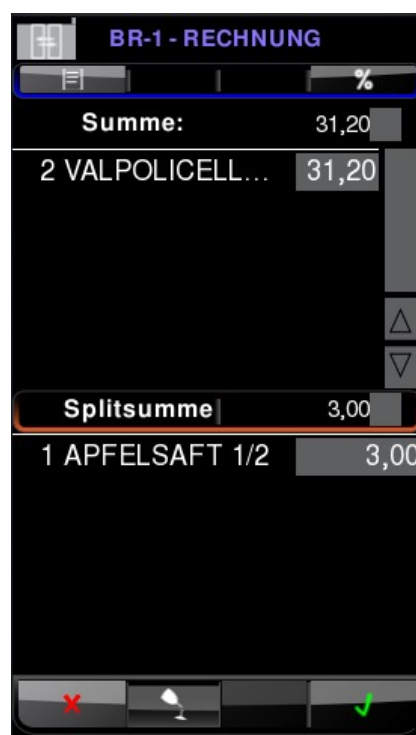 BR-1 - RECHNUNG
%
Summe: 31,20
2 VALPOLICELL... 31,20
Splitsumme 3,00
1 APFELSAFT 1/2 3,00